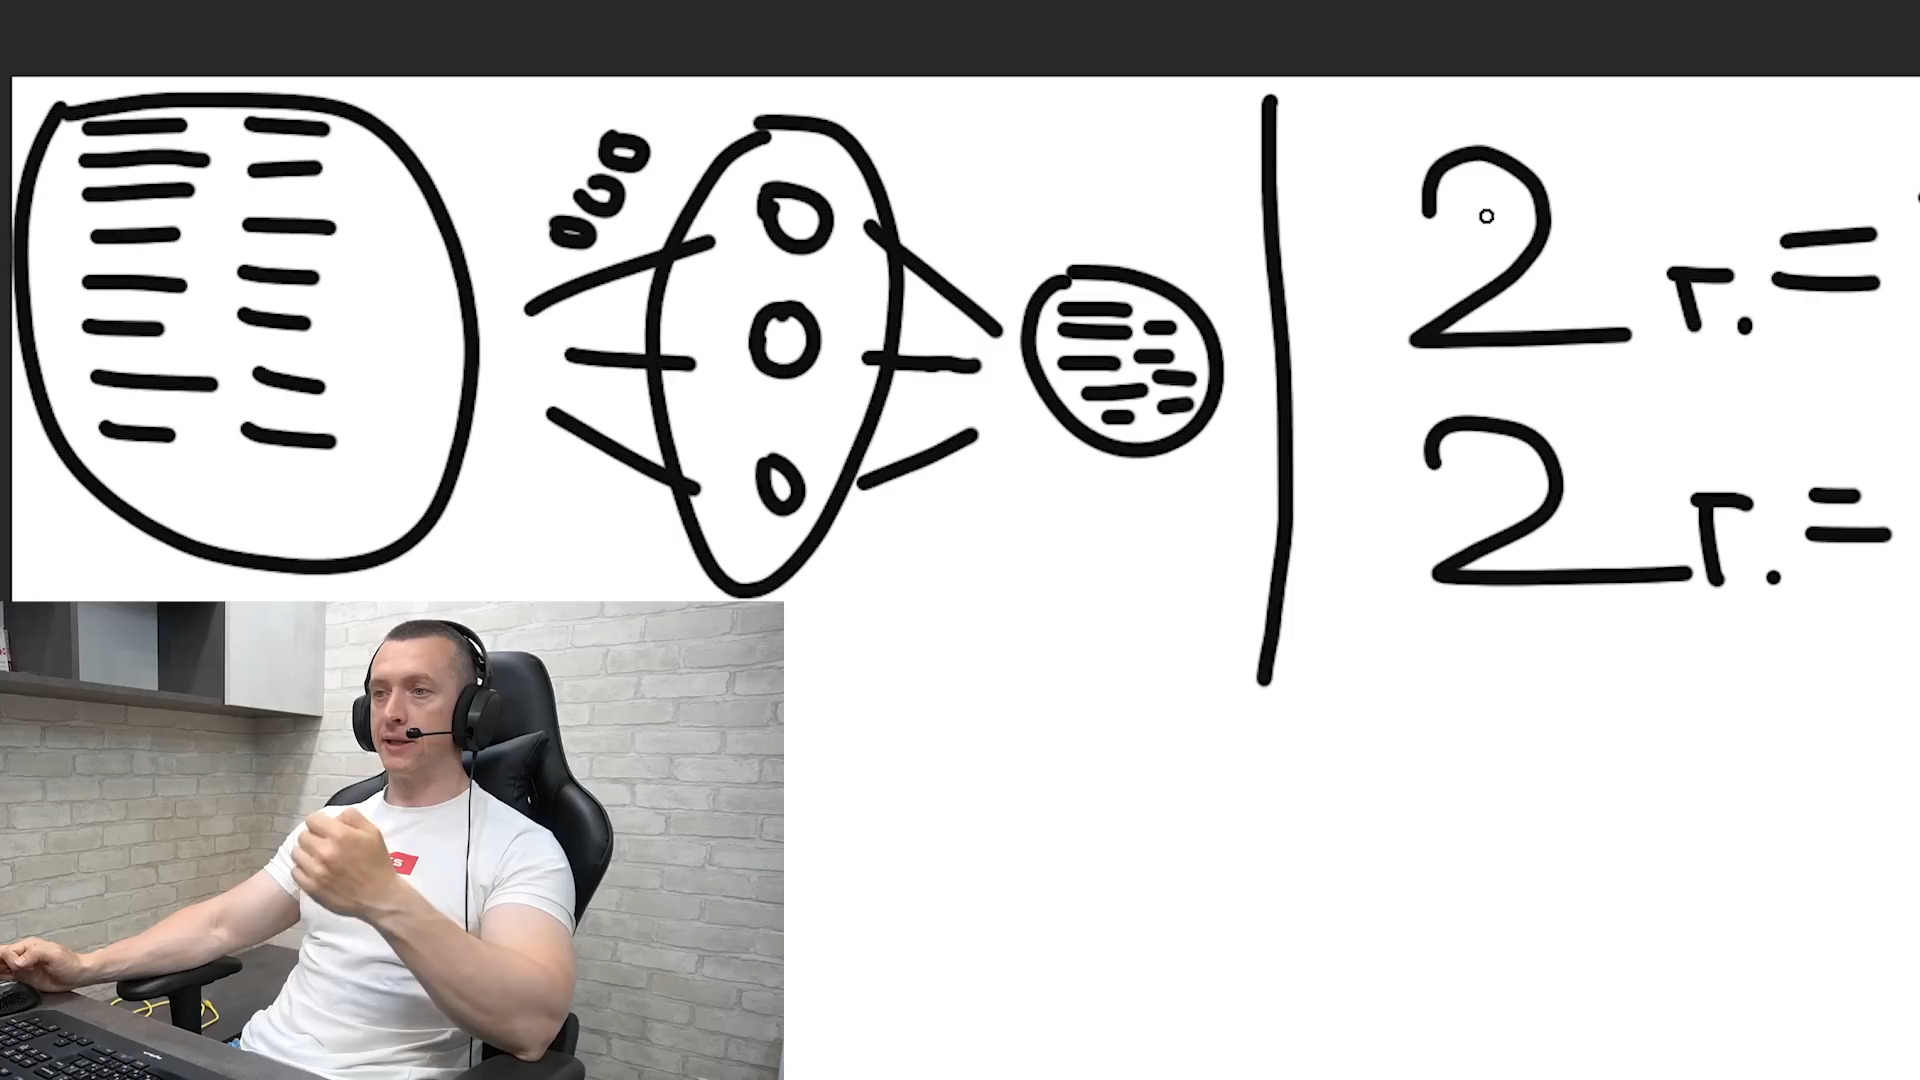 2 г. =
2 г. =